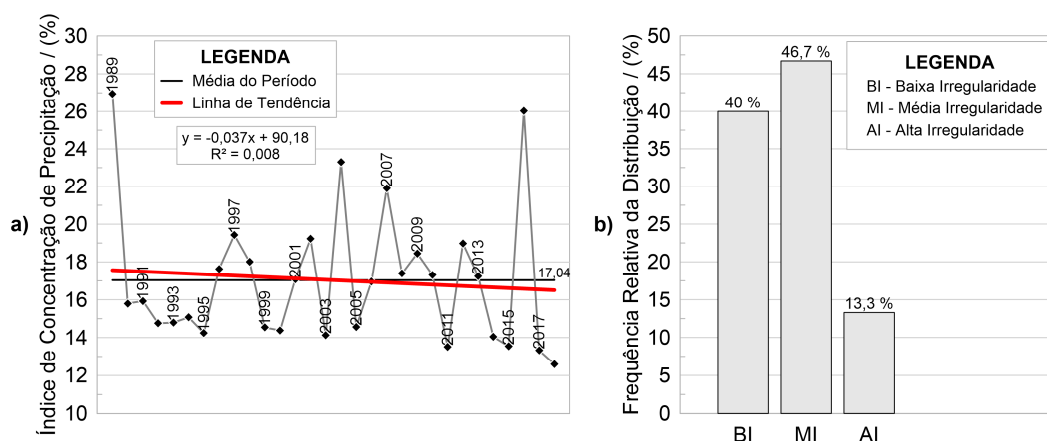 a)
Índice de Concentração de Precipitação / (%)
30
28
26
24
22
20
18
16
14
12
10
LEGENDA
Média do Período
Linha de Tendência
y = -0,037x + 90,18
R² = 0,008
1989
1991
1993
1995
1997
1999
2001
2003
2005
2007
2009
2011
2013
2015
2017
17,04
b)
Frequência Relativa da Distribuição / (%)
50
45
40
35
30
25
20
15
10
5
0
40 %
46,7 %
13,3 %
BI MI AI
LEGENDA
BI - Baixa Irregularidade
MI - Média Irregularidade
AI - Alta Irregularidade